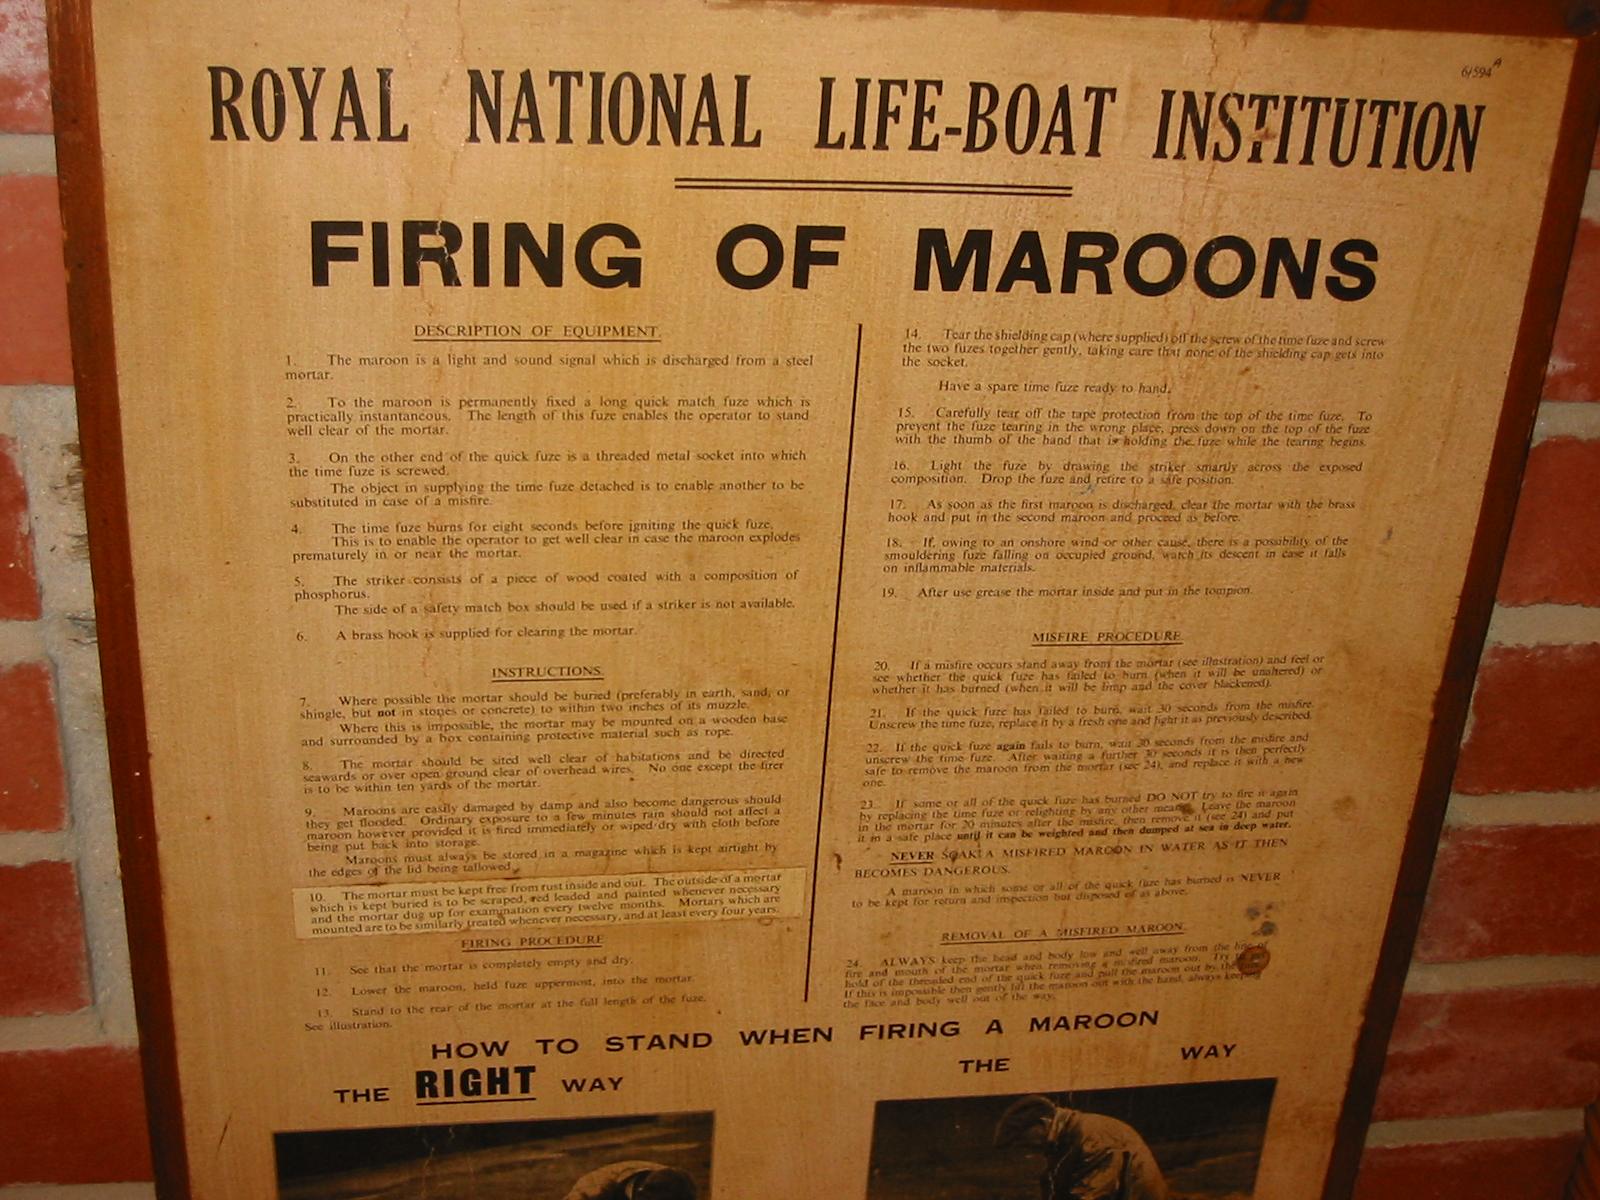 6/594 A
ROYAL NATIONAL LIFE-BOAT INSTITUTION
FIRING OF MAROONS
DESCRIPTION OF EQUIPMENT.
1. The maroon is a light and sound signal which is discharged from a steel
mortar.
2. To the maroon is permanently fixed a long quick match fuze which is
practically instantaneous. The length of this fuze enables the operator to stand
well clear of the mortar.
3. On the other end of the quick fuze is a threaded metal socket into which
the time fuze is screwed.
The object in supplying the time fuze detached is to enable another to be
substituted in case of a misfire.
4. The time fuze burns for eight seconds before igniting the quick fuze.
This is to enable the operator to get well clear in case the maroon explodes
prematurely in or near the mortar.
5. The striker consists of a piece of wood coated with a composition of
phosphorus.
The side of a safety match box should be used if a striker is not available.
6. A brass hook is supplied for clearing the mortar.
INSTRUCTIONS.
7. Where possible the mortar should be buried (preferably in earth, sand, or
shingle, but not in stones or concrete) to within two inches of its muzzle.
Where this is impossible, the mortar may be mounted on a wooden base
and surrounded by a box containing protective material such as rope.
8. The mortar should be sited well clear of habitations and be directed
seawards or over open ground clear of overhead wires. No one except the firer
is to be within ten yards of the mortar.
9. Maroons are easily damaged by damp and also become dangerous should
they get flooded. Ordinary exposure to a few minutes rain should not affect a
maroon however provided it is fired immediately or wiped dry with cloth before
being put back into storage.
Maroons must always be stored in a magazine which is kept airtight by
the edges of the lid being tallowed.
10. The mortar must be kept free from rust inside and out. The outside of a mortar
which is kept buried is to be scraped, red leaded and painted whenever necessary
and the mortar dug up for examination every twelve months. Mortars which are
mounted are to be similarly treated whenever necessary, and at least every four years.
FIRING PROCEDURE
11. See that the mortar is completely empty and dry.
12. Lower the maroon, held fuze uppermost, into the mortar.
13. Stand to the rear of the mortar at the full length of the fuze.
See illustration.
14. Tear the shielding cap (where supplied) off the screw of the time fuze and screw
the two fuzes together gently, taking care that none of the shielding cap gets into
the socket.
Have a spare time fuze ready to hand.
15. Carefully tear off the tape protection from the top of the time fuze. To
prevent the fuze tearing in the wrong place, press down on the top of the fuze
with the thumb of the hand that is holding the fuze while the tearing begins.
16. Light the fuze by drawing the striker smartly across the exposed
composition. Drop the fuze and retire to a safe position.
17. As soon as the first maroon is discharged, clear the mortar with the brass
hook and put in the second maroon and proceed as before.
18. If, owing to an onshore wind or other cause, there is a possibility of the
smouldering fuze falling on occupied ground, watch its descent in case it falls
on inflammable materials.
19. After use grease the mortar inside and put in the tompion.
MISFIRE PROCEDURE
20. If a misfire occurs stand away from the mortar (see illustration) and feel or
see whether the quick fuze has failed to burn (when it will be unaltered) or
whether it has burned (when it will be limp and the cover blackened).
21. If the quick fuze has failed to burn, wait 30 seconds from the misfire.
Unscrew the time fuze, replace it by a fresh one and light it as previously described.
22. If the quick fuze again fails to burn, wait 30 seconds from the misfire and
unscrew the time fuze. After waiting a further 30 seconds it is then perfectly
safe to remove the maroon from the mortar (see 24), and replace it with a new
one.
23. If some or all of the quick fuze has burned DO NOT try to fire it again
by replacing the time fuze or relighting by any other means. Leave the maroon
in the mortar for 20 minutes after the misfire, then remove it (see 24) and put
it in a safe place until it can be weighted and then dumped at sea in deep water.
NEVER SOAK A MISFIRED MAROON IN WATER AS IT THEN
BECOMES DANGEROUS.
A maroon in which some or all of the quick fuze has burned is NEVER
to be kept for return and inspection but disposed of as above.
REMOVAL OF A MISFIRED MAROON.
24. ALWAYS keep the head and body low and well away from the line of
fire and mouth of the mortar when removing a misfired maroon. Try to get
hold of the threaded end of the quick fuze and pull the maroon out by the
If this is impossible then gently lift the maroon out with the hand, always keeping
the face and body well out of the way.
HOW TO STAND WHEN FIRING A MAROON
THE RIGHT WAY
THE WAY